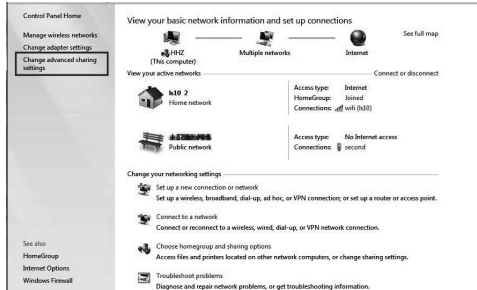 Control Panel Home
Manage wireless networks
Change adapter settings
Change advanced sharing
settings
See also
HomeGroup
Internet Options
Windows Firewall
View your basic network information and set up connections
See full map
HHZ
(This computer)
Multiple networks
Internet
View your active networks
Connect or disconnect
ls10 2
Home network
Access type: Internet
HomeGroup: Joined
Connections: wifi (ls10)
Public network
Access type: No Internet access
Connections: second
Change your networking settings
Set up a new connection or network
Set up a wireless, broadband, dial-up, ad hoc, or VPN connection; or set up a router or access point.
Connect to a network
Connect or reconnect to a wireless, wired, dial-up, or VPN network connection.
Choose homegroup and sharing options
Access files and printers located on other network computers, or change sharing settings.
Troubleshoot problems
Diagnose and repair network problems, or get troubleshooting information.